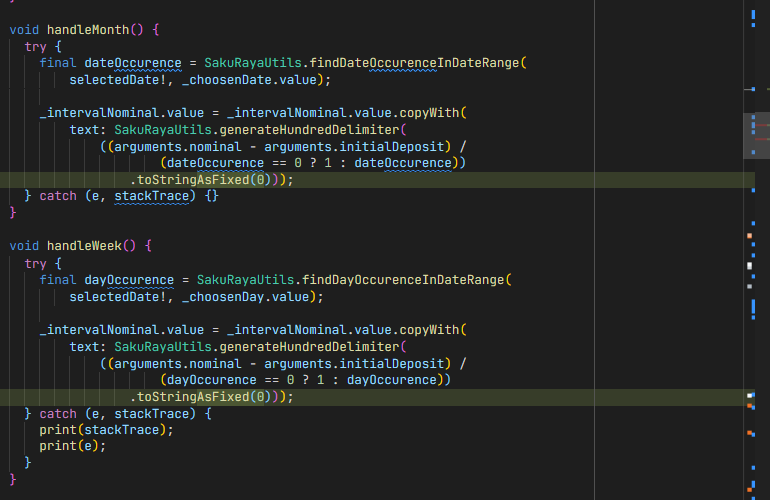 void handleMonth() {
try {
final dateOccurence = SakuRayaUtils.findDateOccurenceInDateRange(
selectedDate!, _choosenDate.value);
_intervalNominal.value = _intervalNominal.value.copyWith(
text: SakuRayaUtils.generateHundredDelimiter(
((arguments.nominal - arguments.initialDeposit) /
(dateOccurence == 0 ? 1 : dateOccurence))
.toStringAsFixed(0)));
} catch (e, stackTrace) {}
}
void handleWeek() {
try {
final dayOccurence = SakuRayaUtils.findDayOccurenceInDateRange(
selectedDate!, _choosenDay.value);
_intervalNominal.value = _intervalNominal.value.copyWith(
text: SakuRayaUtils.generateHundredDelimiter(
((arguments.nominal - arguments.initialDeposit) /
(dayOccurence == 0 ? 1 : dayOccurence))
.toStringAsFixed(0)));
} catch (e, stackTrace) {
print(stackTrace);
print(e);
}
}